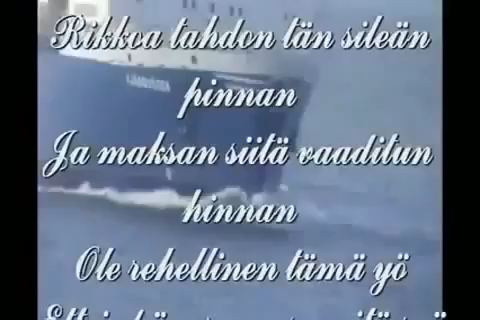 Rikkoa tahdon tän sileän
pinnan
Ja maksan siitä vaaditun
hinnan
Ole rehellinen tämä yö